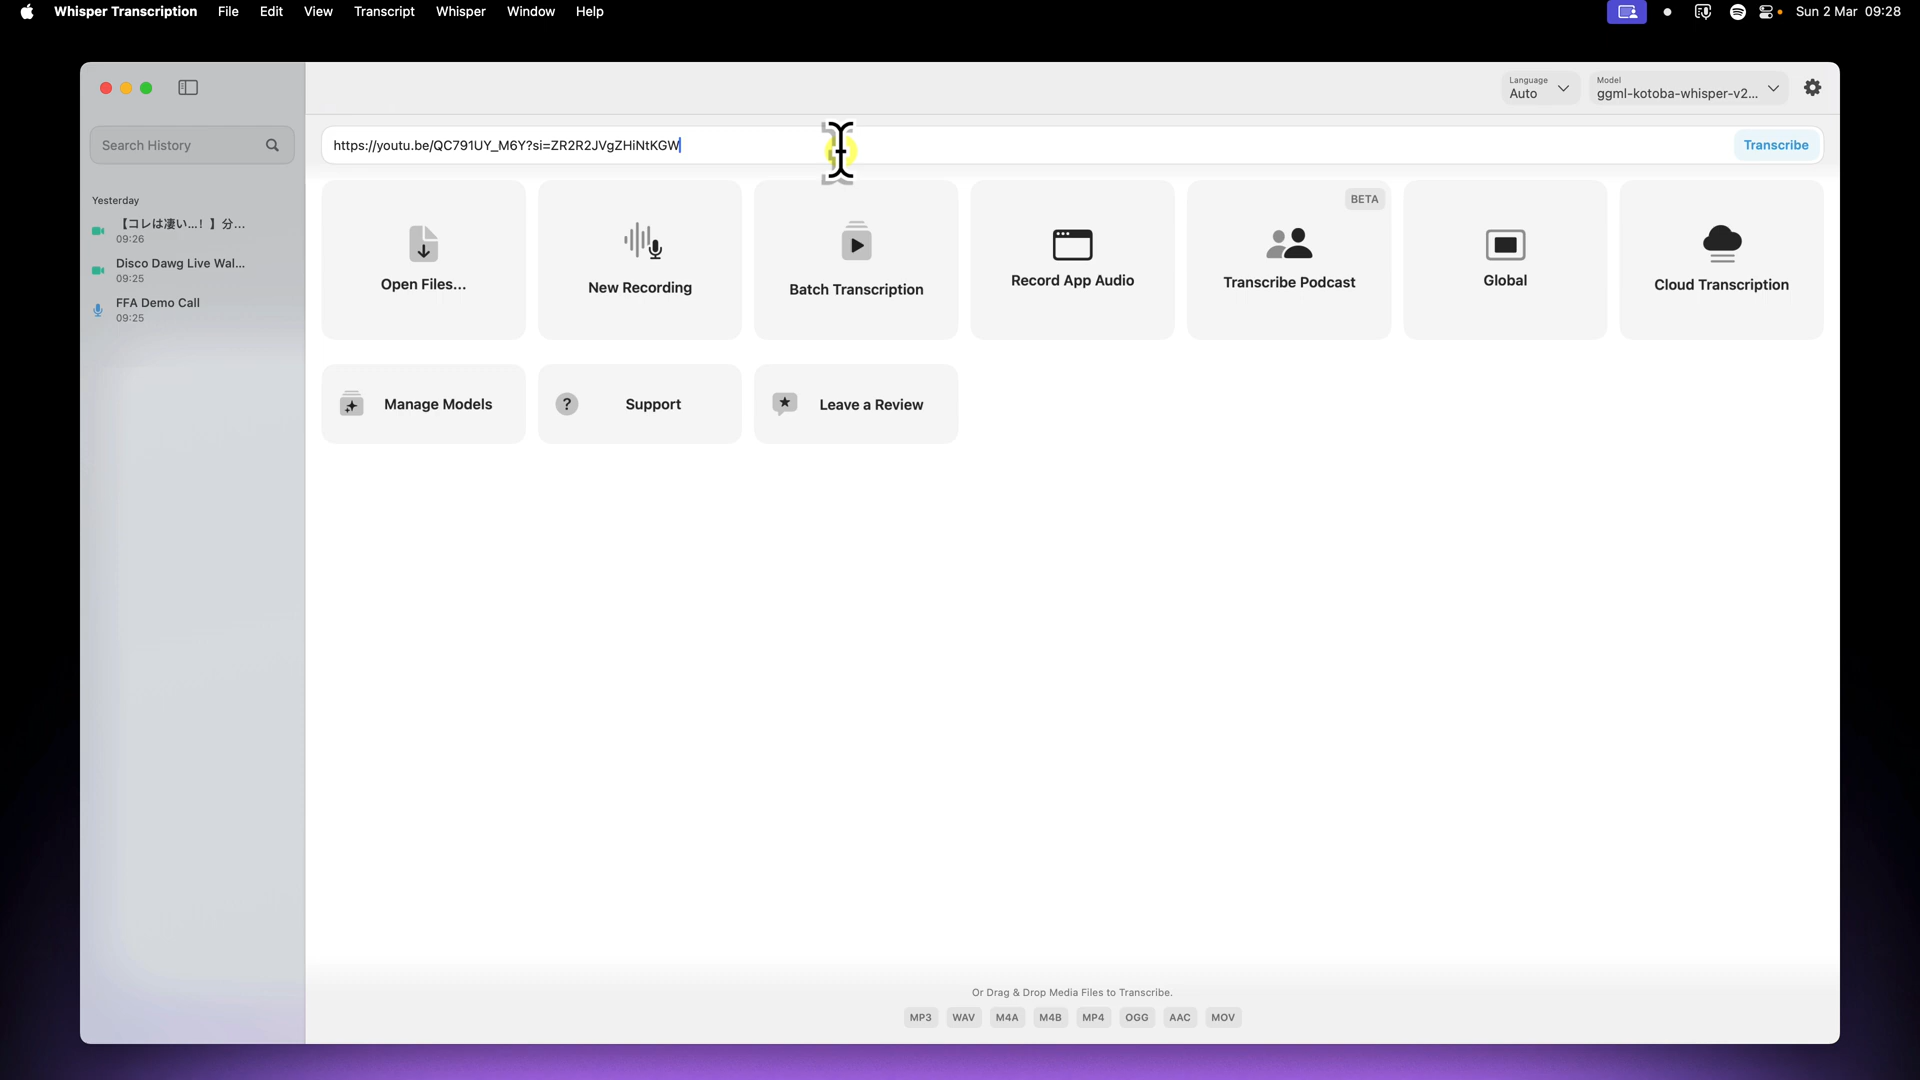 Whisper Transcription File Edit View Transcript Whisper Window Help Sun 2 Mar 09:28
Language
Auto
Model
ggml-kotoba-whisper-v2...
Search History
https://youtu.be/QC791UY_M6Y?si=ZR2R2JVgZHiNtKGW
Transcribe
Yesterday
【コレは凄い...！】分...
09:26
Disco Dawg Live Wal...
09:25
FFA Demo Call
09:25
Open Files...
New Recording
Batch Transcription
Record App Audio
BETA
Transcribe Podcast
Global
Cloud Transcription
Manage Models
Support
Leave a Review
Or Drag & Drop Media Files to Transcribe.
MP3 WAV M4A M4B MP4 OGG AAC MOV